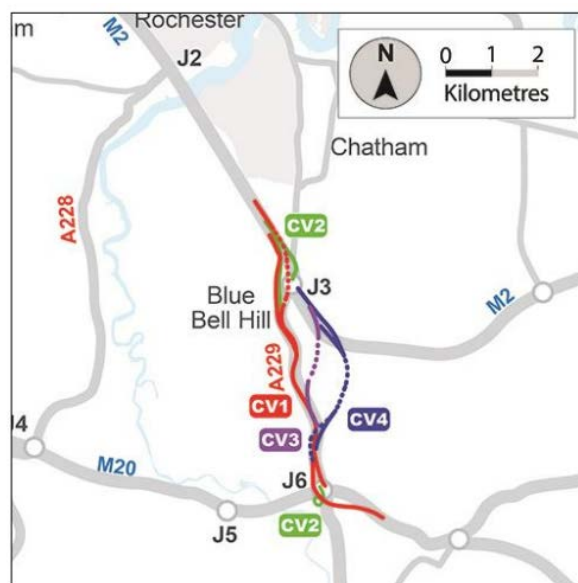 am
Rochester
M2
J2
N
0 1 2
Kilometres
Chatham
A228
CV2
J3
Blue
Bell Hill
M2
A229
CV1
CV4
CV3
J4
M20
J6
J5
CV2